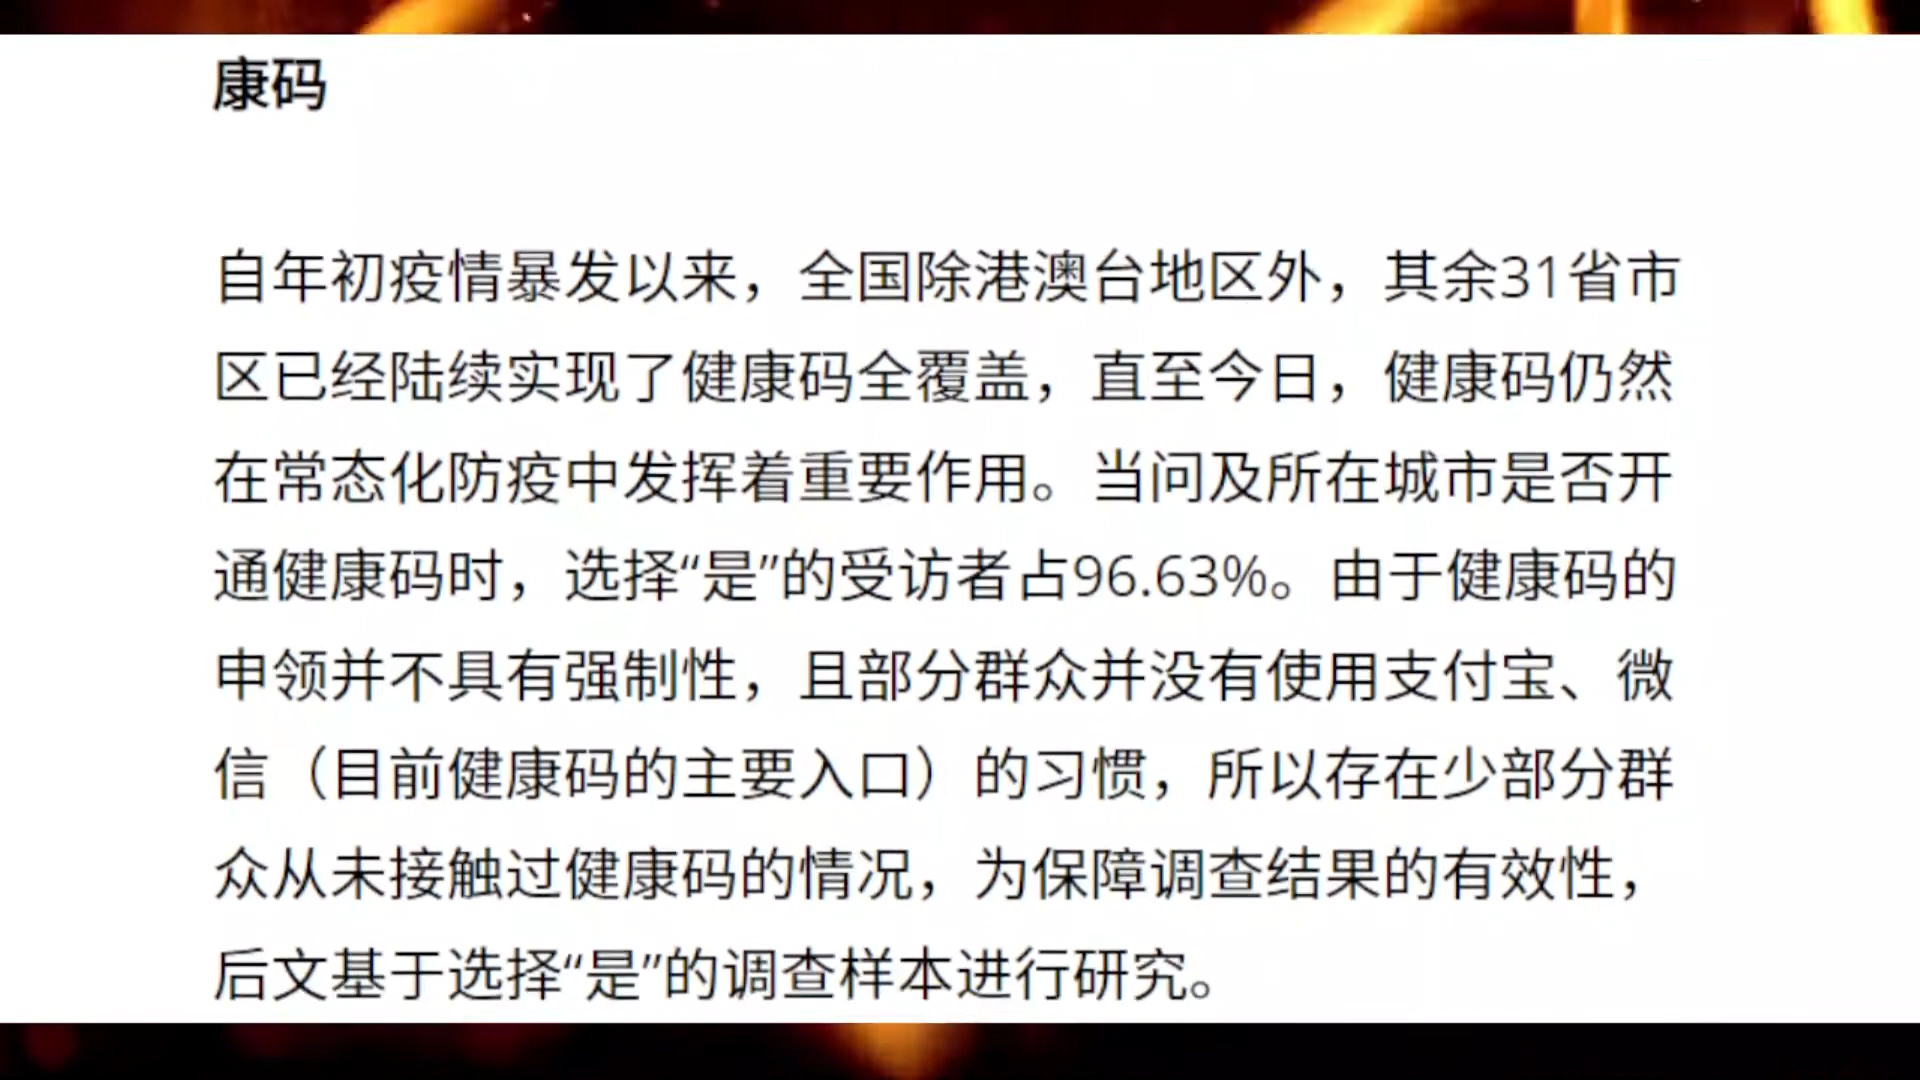 康码
自年初疫情暴发以来，全国除港澳台地区外，其余31省市
区已经陆续实现了健康码全覆盖，直至今日，健康码仍然
在常态化防疫中发挥着重要作用。当问及所在城市是否开
通健康码时，选择“是”的受访者占96.63%。由于健康码的
申领并不具有强制性，且部分群众并没有使用支付宝、微
信（目前健康码的主要入口）的习惯，所以存在少部分群
众从未接触过健康码的情况，为保障调查结果的有效性，
后文基于选择“是”的调查样本进行研究。